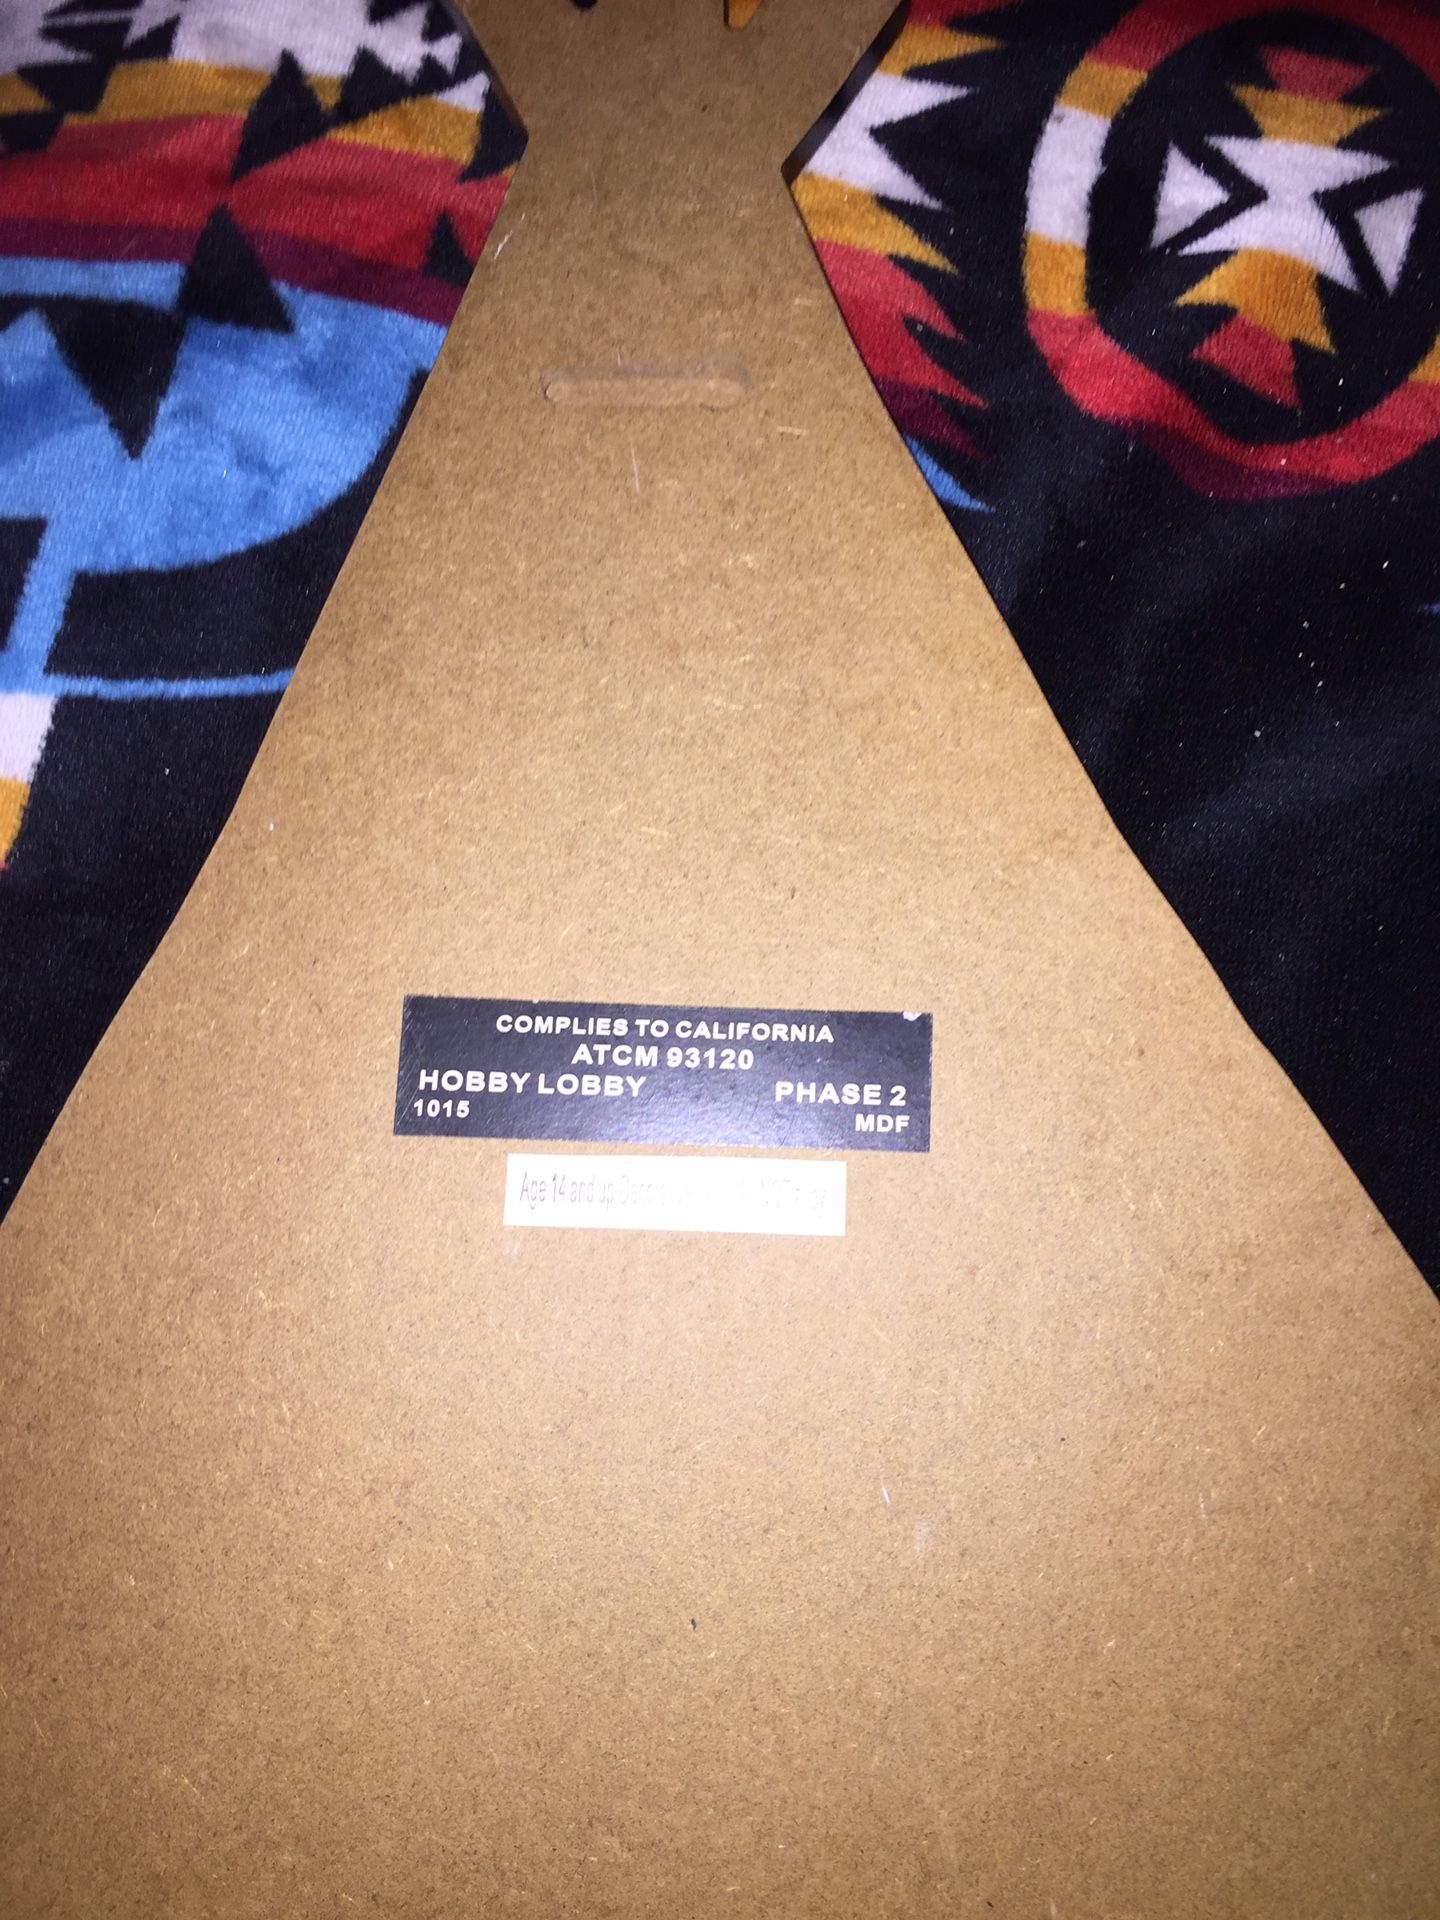 COMPLIES TO CALIFORNIA
ATCM 93120
HOBBY LOBBY PHASE 2
1015 MDF
Age 14 and up.